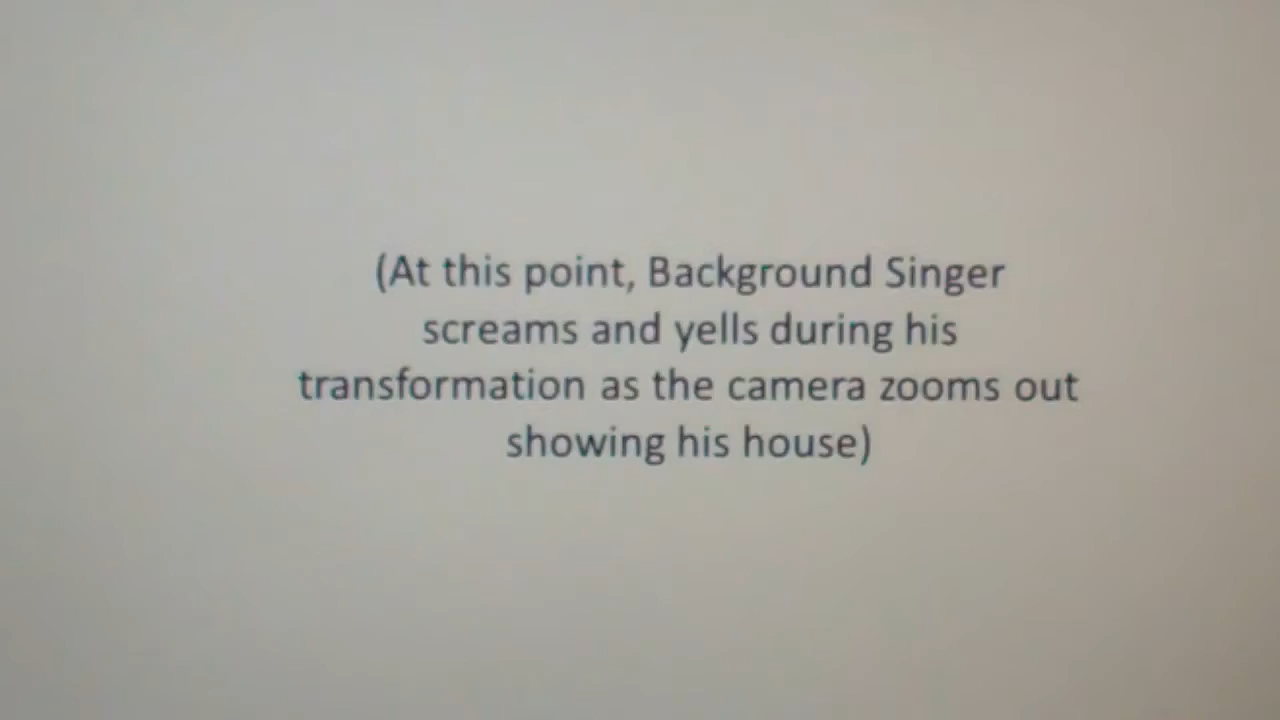 (At this point, Background Singer
screams and yells during his
transformation as the camera zooms out
showing his house)